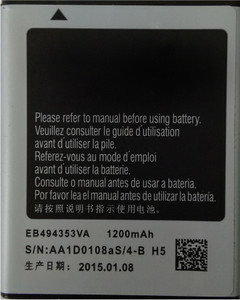 Please refer to manual before using battery.
Veuillez consulter le guide d'utilisation
avant d'utiliser la pile.
Referez-vous au mode d'emploi
avant d'utiliser la batterie
Consulte o manual antes de usar a bateria.
Por favor lea el manual antes de utilizar la batería.
请按照说明书指示使用电池。
EB494353VA 1200mAh
S/N:AA1D0108aS/4-B H5
生产日期: 2015.01.08